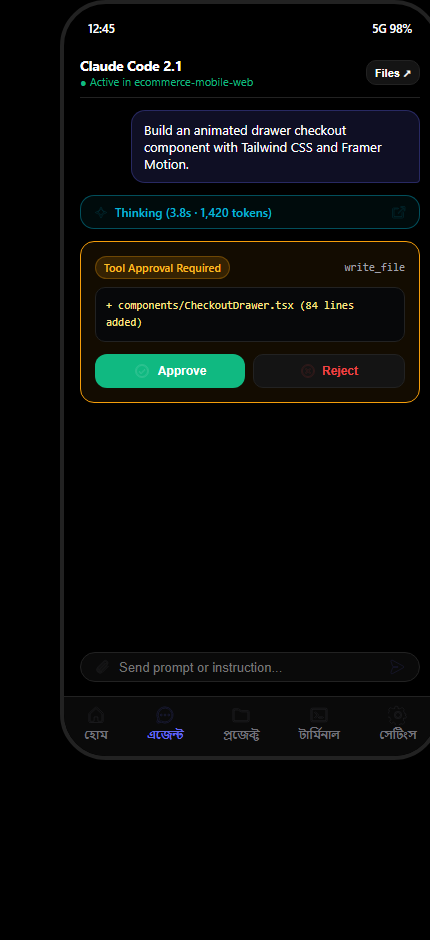 12:45
5G 98%
Claude Code 2.1
● Active in ecommerce-mobile-web
Files ↗
Build an animated drawer checkout
component with Tailwind CSS and Framer
Motion.
Thinking (3.8s · 1,420 tokens)
Tool Approval Required
write_file
+ components/CheckoutDrawer.tsx (84 lines
added)
Approve
Reject
Send prompt or instruction...
হোম
এজেন্ট
প্রজেক্ট
টার্মিনাল
সেটিংস